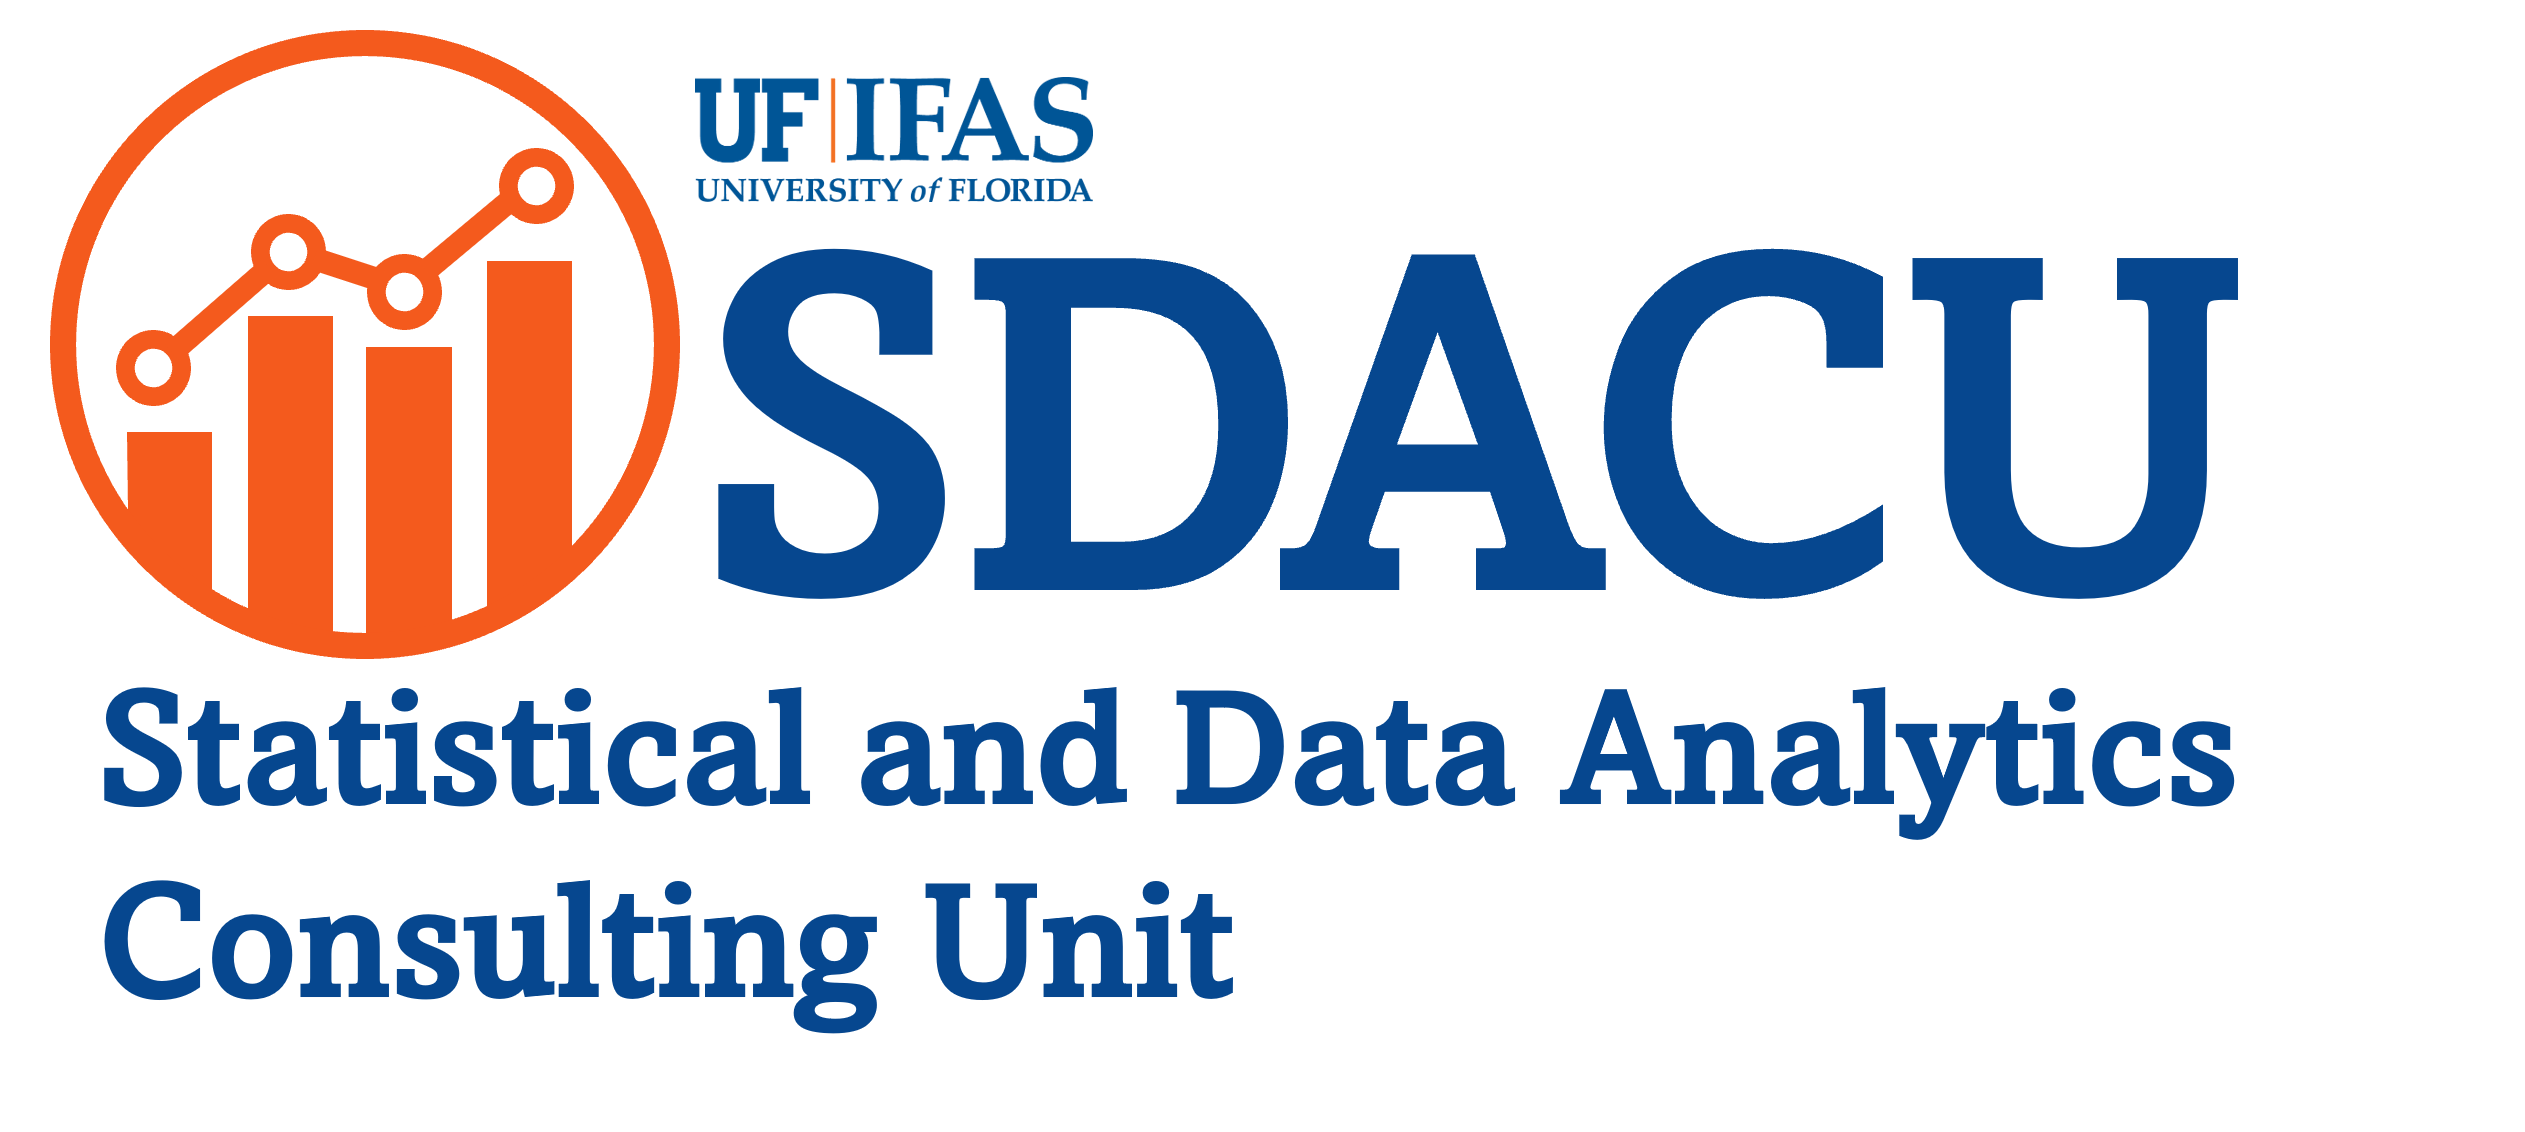 UF|IFAS
UNIVERSITY of FLORIDA
SDACU
Statistical and Data Analytics
Consulting Unit